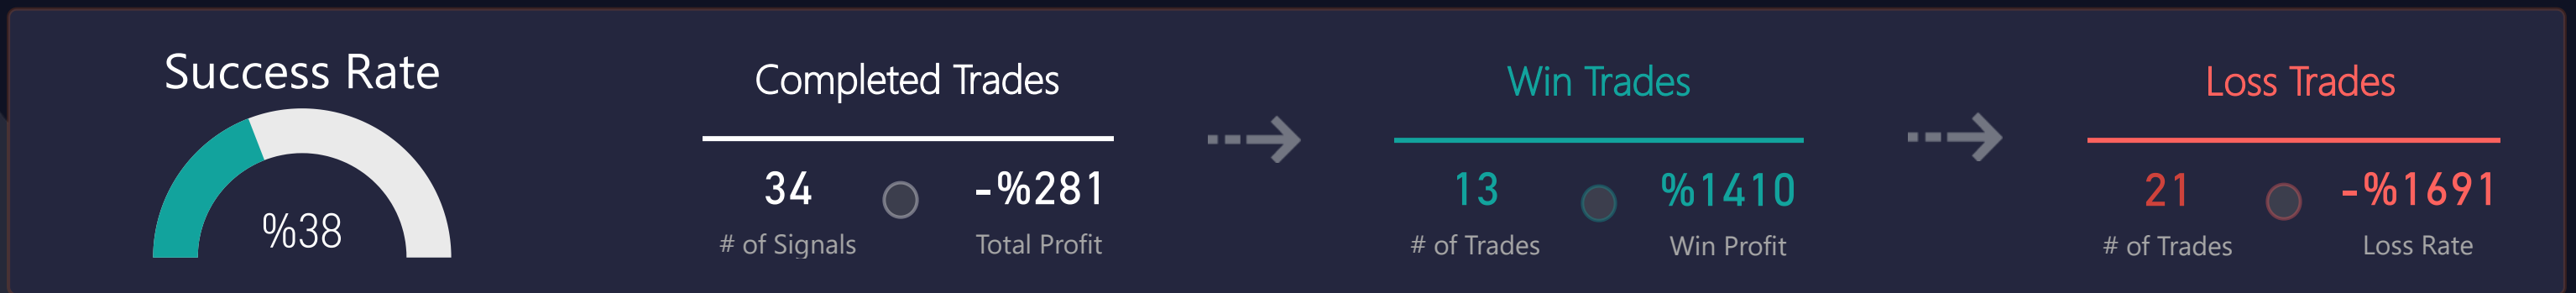 Success Rate
%38
Completed Trades
34
# of Signals
-%281
Total Profit
Win Trades
13
# of Trades
%1410
Win Profit
Loss Trades
21
# of Trades
-%1691
Loss Rate